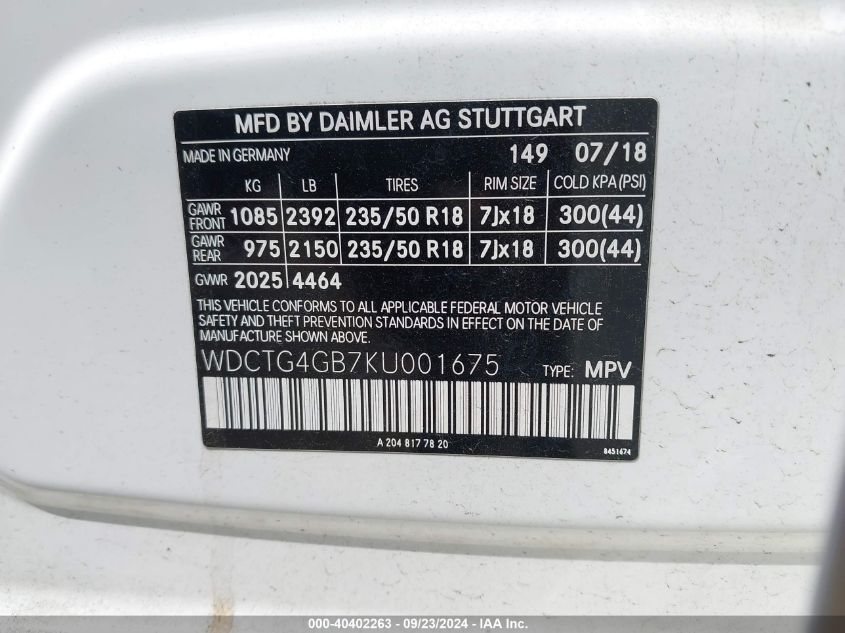 MFD BY DAIMLER AG STUTTGART
MADE IN GERMANY 149 07/18
KG LB TIRES RIM SIZE COLD KPA(PSI)
GAWR FRONT 1085 2392 235/50 R18 7Jx18 300(44)
GAWR REAR 975 2150 235/50 R18 7Jx18 300(44)
GVWR 2025 4464
THIS VEHICLE CONFORMS TO ALL APPLICABLE FEDERAL MOTOR VEHICLE
SAFETY AND THEFT PREVENTION STANDARDS IN EFFECT ON THE DATE OF
MANUFACTURE SHOWN ABOVE.
WDCTG4GB7KU001675 TYPE: MPV
A 204 817 78 20
8451674
000-40402263 - 09/23/2024 - IAA Inc.